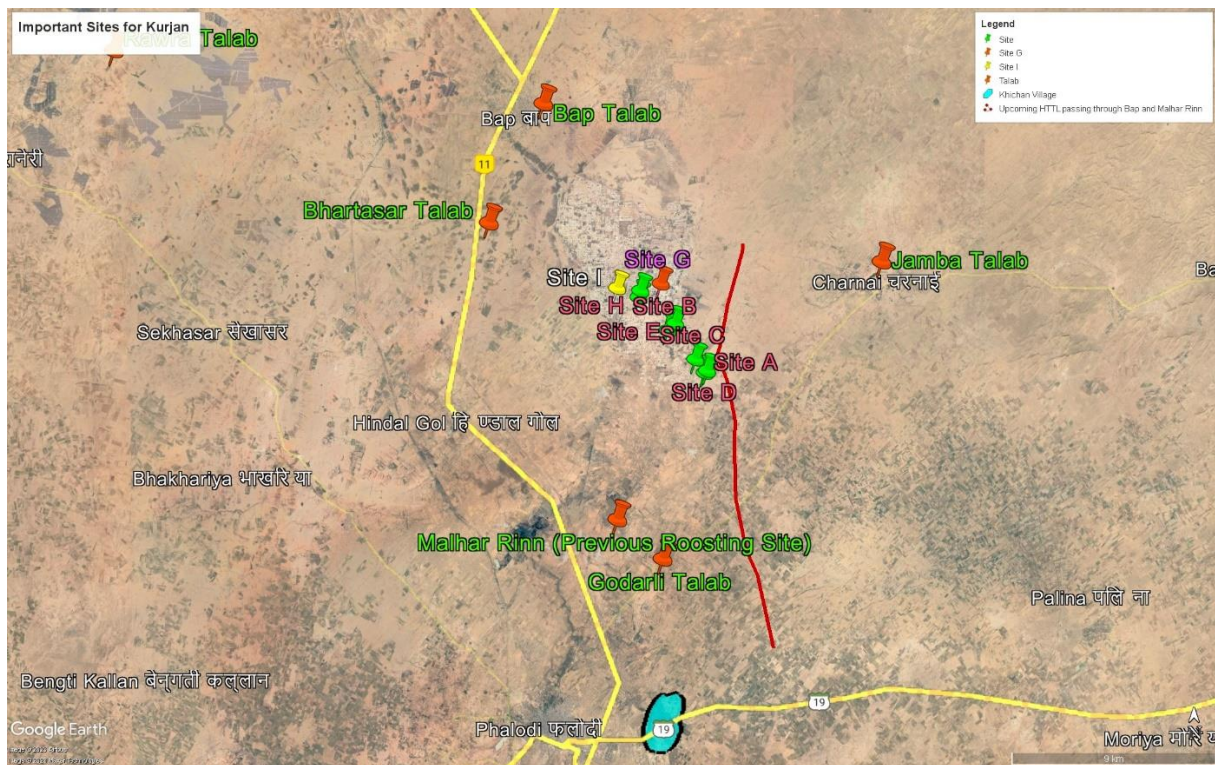 Important Sites for Kurjan
Legend
Site
Site G
Site I
Talab
Khichan Village
Upcoming HTTL passing through Bap and Malhar Rinn
Talab
Bap बाप
Bap Talab
11
Bhartasar Talab
Site G
Site I
Site H
Site B
Site E
Site C
Site A
Site D
Jamba Talab
Charnai चरनाई
Sekhasar सेखासर
Hindal Gol हि ण्डाल गोल
Bhakhariya भाखरि या
Malhar Rinn (Previous Roosting Site)
Godarli Talab
Palina पलि ना
Bengti Kallan बेन्गती कल्लान
19
Phalodi फलोदी
19
Google Earth
9 km